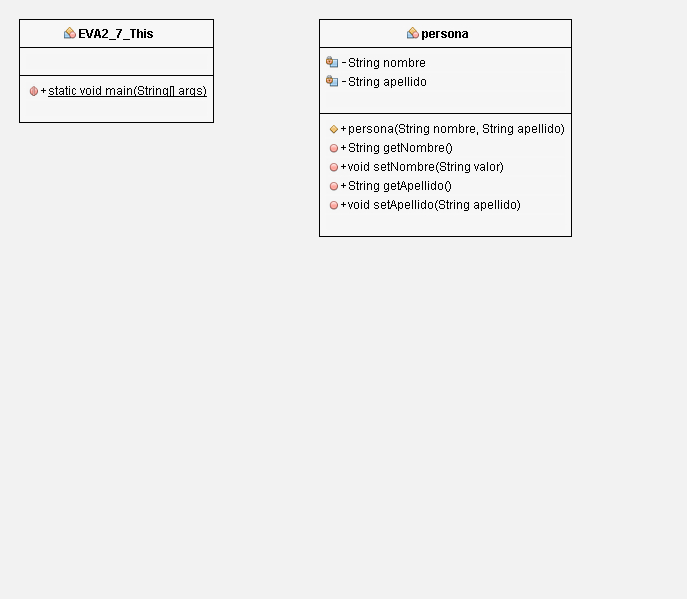 EVA2_7_This
+static void main(String[] args)
persona
-String nombre
-String apellido
+persona(String nombre, String apellido)
+String getNombre()
+void setNombre(String valor)
+String getApellido()
+void setApellido(String apellido)